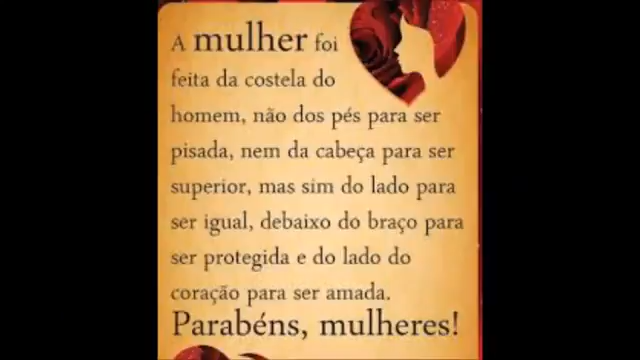 A mulher foi
feita da costela do
homem, não dos pés para ser
pisada, nem da cabeça para ser
superior, mas sim do lado para
ser igual, debaixo do braço para
ser protegida e do lado do
coração para ser amada.
Parabéns, mulheres!